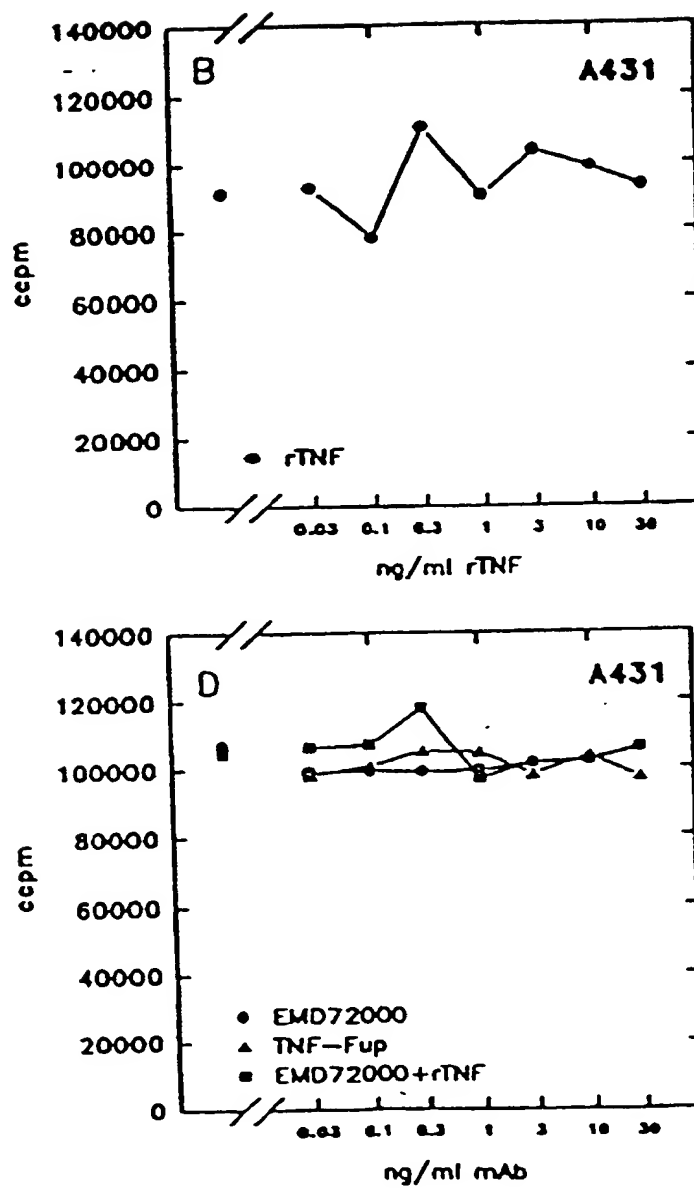 140000
B A431
120000
100000
80000
60000
40000
20000
0
ccpm
rTNF
0.03 0.1 0.3 1 3 10 30
ng/ml rTNF
140000
D A431
120000
100000
80000
60000
40000
20000
0
ccpm
EMD72000
TNF-Fup
EMD72000+rTNF
0.03 0.1 0.3 1 3 10 30
ng/ml mAb